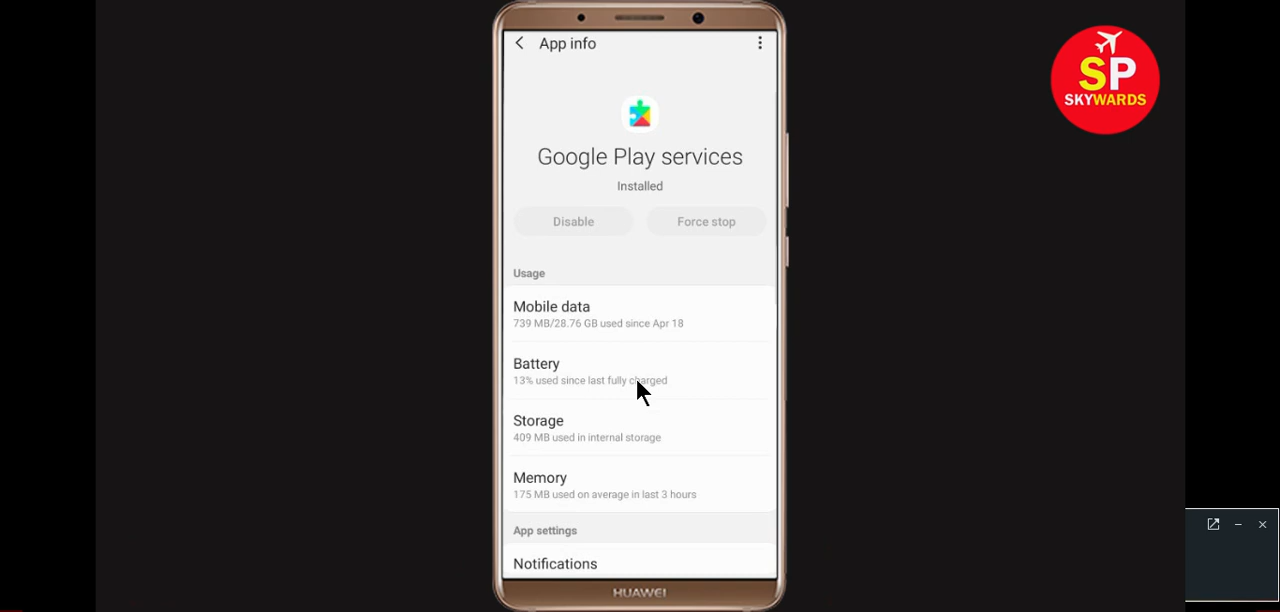 App info
SP
SKYWARDS
Google Play services
Installed
Disable
Force stop
Usage
Mobile data
739 MB/28.76 GB used since Apr 18
Battery
13% used since last fully charged
Storage
409 MB used in internal storage
Memory
175 MB used on average in last 3 hours
App settings
Notifications
HUAWEI